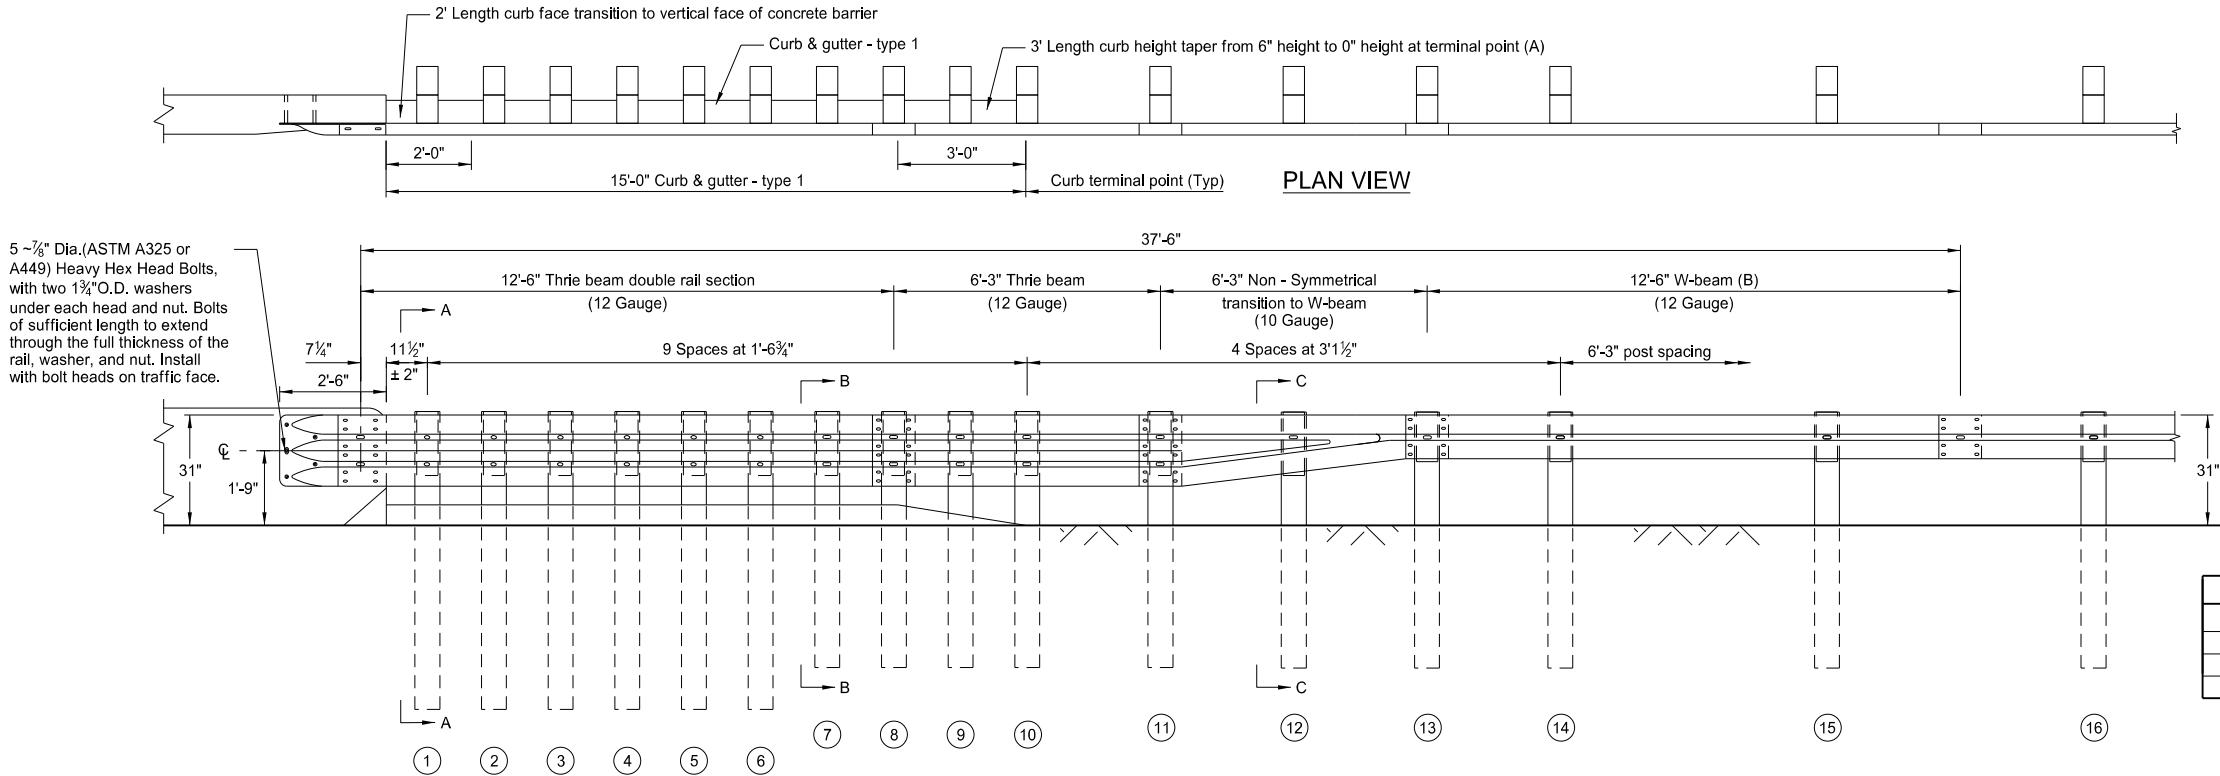 2' Length curb face transition to vertical face of concrete barrier
Curb & gutter - type 1
3' Length curb height taper from 6" height to 0" height at terminal point (A)
2'-0"
3'-0"
15'-0" Curb & gutter - type 1
Curb terminal point (Typ)
PLAN VIEW
5 ~⅞" Dia.(ASTM A325 or
A449) Heavy Hex Head Bolts,
with two 1¾"O.D. washers
under each head and nut. Bolts
of sufficient length to extend
through the full thickness of the
rail, washer, and nut. Install
with bolt heads on traffic face.
37'-6"
12'-6" Thrie beam double rail section
(12 Gauge)
6'-3" Thrie beam
(12 Gauge)
6'-3" Non - Symmetrical
transition to W-beam
(10 Gauge)
12'-6" W-beam (B)
(12 Gauge)
A
7¼"
11½"
± 2"
9 Spaces at 1'-6¾"
4 Spaces at 3'1½"
6'-3" post spacing
2'-6"
B
C
℄
31"
1'-9"
31"
B
C
A
1
2
3
4
5
6
7
8
9
10
11
12
13
14
15
16